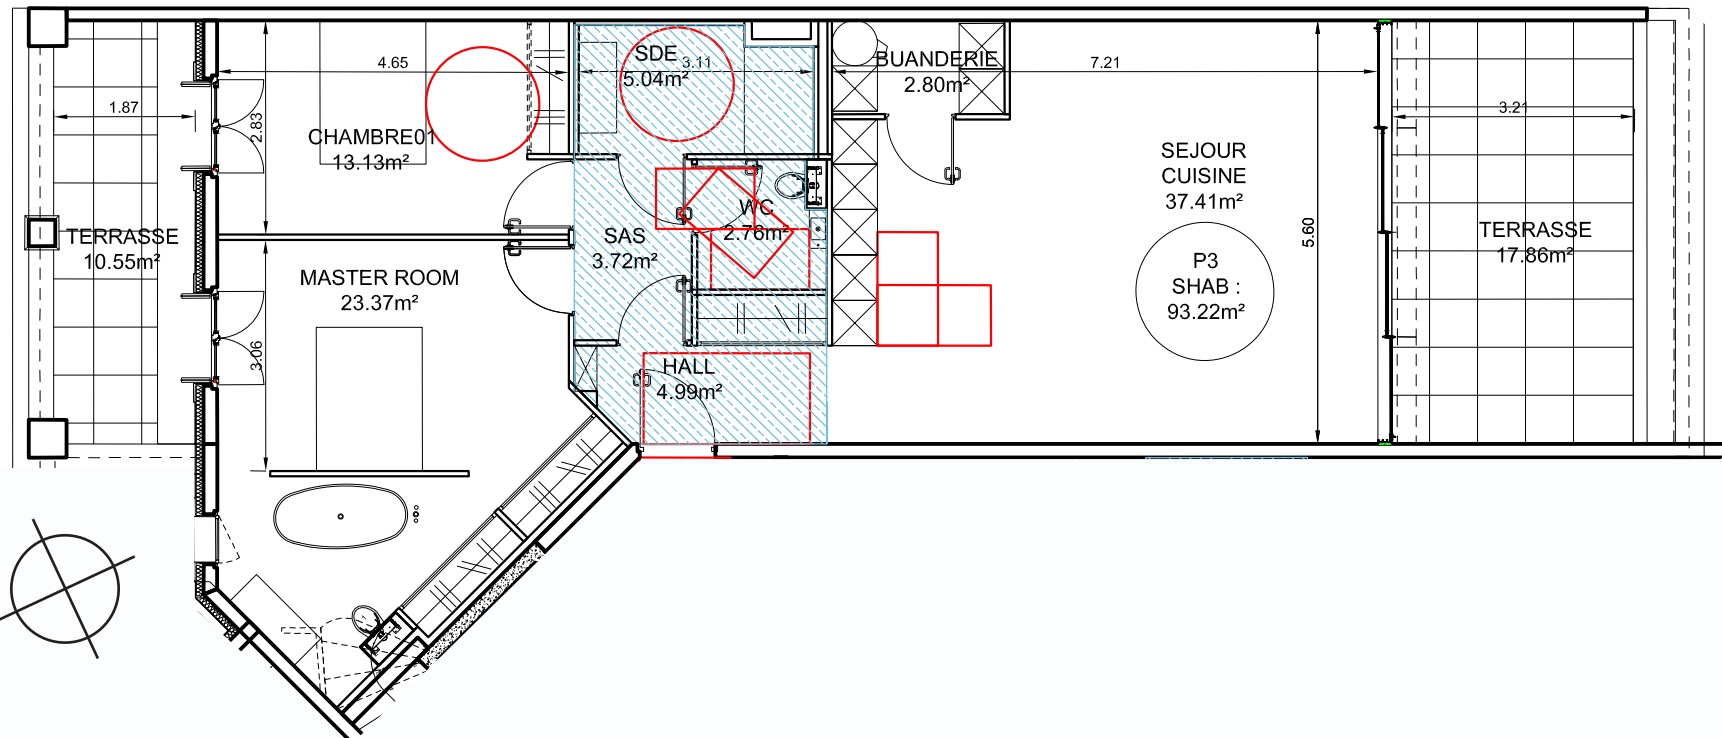 4.65
SDE
5.04m²
3.11
BUANDERIE
2.80m²
7.21
1.87
2.83
CHAMBRE01
13.13m²
3.21
SEJOUR
CUISINE
37.41m²
TERRASSE
10.55m²
WC
2.76m²
SAS
3.72m²
5.60
TERRASSE
17.86m²
MASTER ROOM
23.37m²
P3
SHAB :
93.22m²
3.06
HALL
4.99m²